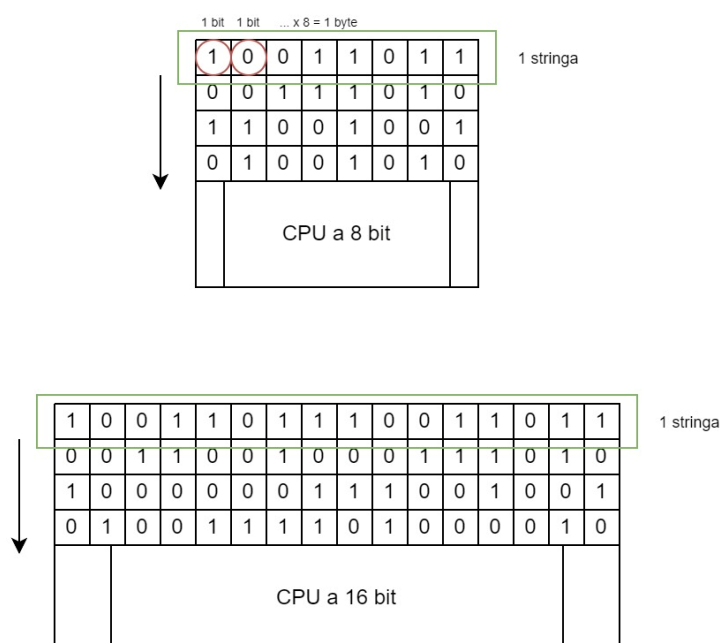 1 bit 1 bit ... x 8 = 1 byte
1 0 0 1 1 0 1 1 1 stringa
0 0 1 1 1 0 1 0
1 1 0 0 1 0 0 1
0 1 0 0 1 0 1 0
CPU a 8 bit
1 0 0 1 1 0 1 1 1 0 0 1 1 0 1 1 1 stringa
0 0 1 1 0 0 1 0 0 0 1 1 1 0 1 0
1 0 0 0 0 0 0 1 1 1 0 0 1 0 0 1
0 1 0 0 1 1 1 1 0 1 0 0 0 0 1 0
CPU a 16 bit